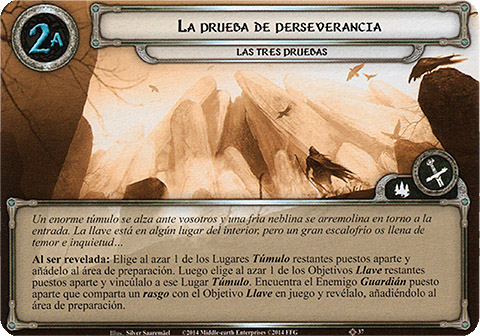 La prueba de perseverancia
Las tres pruebas
2A
Un enorme túmulo se alza ante vosotros y una fría neblina se arremolina en torno a la
entrada. La llave está en algún lugar del interior, pero un gran escalofrío os llena de
temor e inquietud...
Al ser revelada: Elige al azar 1 de los Lugares Túmulo restantes puestos aparte y
añádelo al área de preparación. Luego elige al azar 1 de los Objetivos Llave restantes
puestos aparte y vincúlalo a ese Lugar Túmulo. Encuentra el Enemigo Guardián puesto
aparte que comparta un rasgo con el Objetivo Llave en juego y revélalo, añadiéndolo al
área de preparación.
Illus. Silver Saaremäel ©2014 Middle-earth Enterprises ©2014 FFG 37